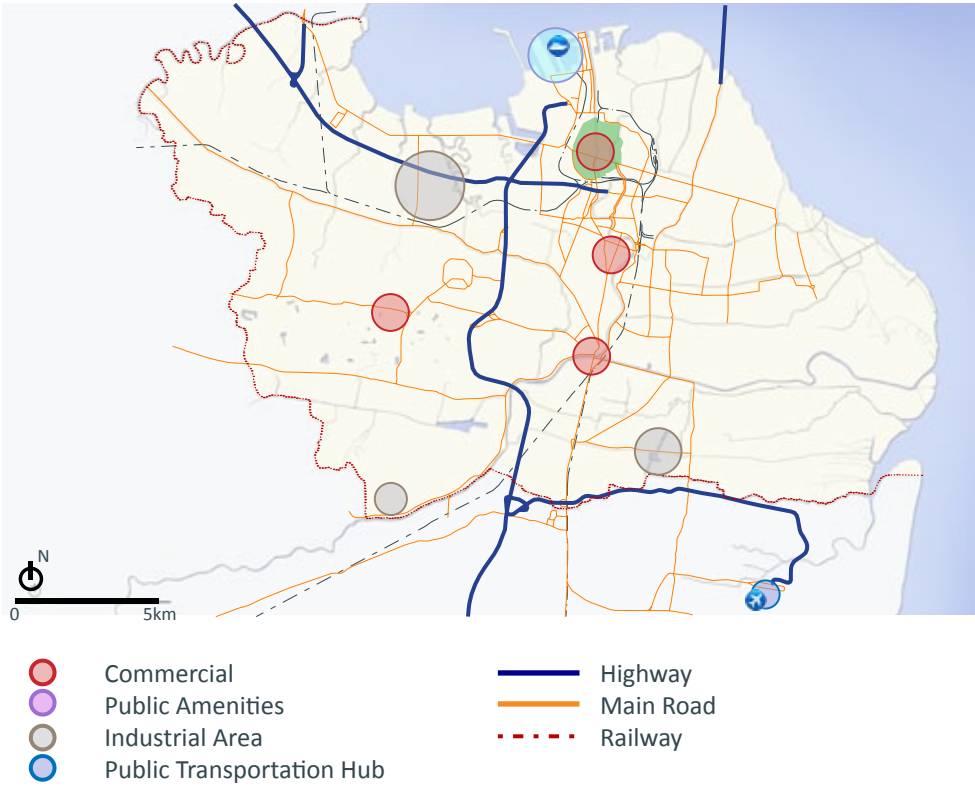 N
0 5km
Commercial
Public Amenities
Industrial Area
Public Transportation Hub
Highway
Main Road
Railway